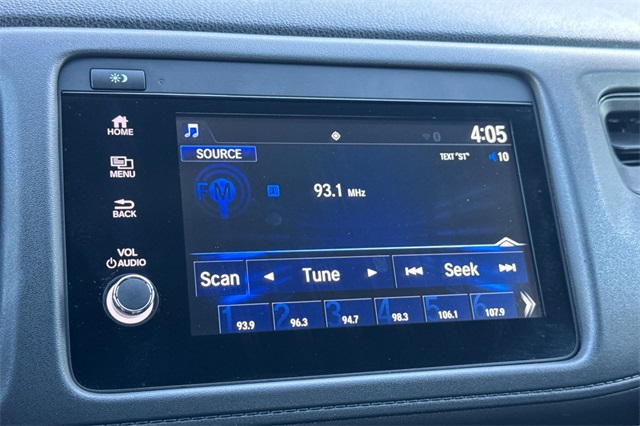 4:05
HOME
SOURCE
TEXT "ST" 10
MENU
FM 93.1 MHz
BACK
VOL
AUDIO
Scan Tune Seek
1 93.9 2 96.3 3 94.7 4 98.3 5 106.1 6 107.9